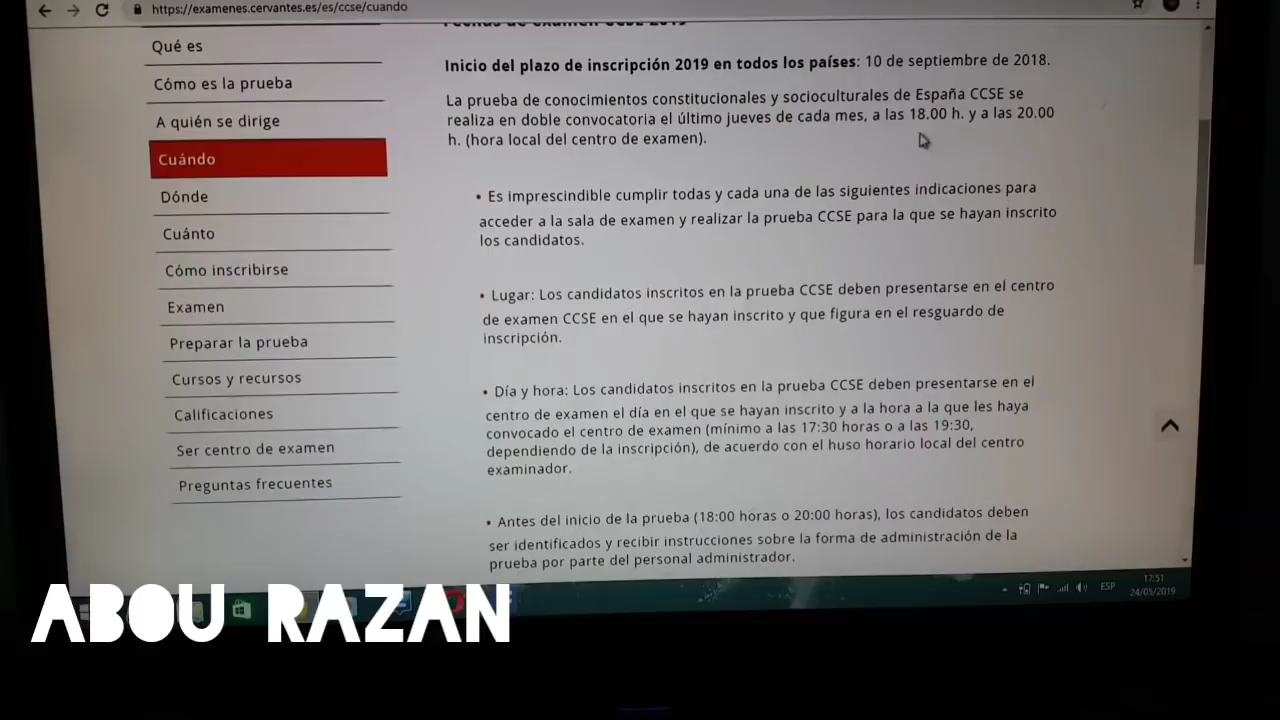 https://examenes.cervantes.es/es/ccse/cuando
Qué es
Cómo es la prueba
A quién se dirige
Cuándo
Dónde
Cuánto
Cómo inscribirse
Examen
Preparar la prueba
Cursos y recursos
Calificaciones
Ser centro de examen
Preguntas frecuentes
Fechas de examen CCSE 2019
Inicio del plazo de inscripción 2019 en todos los países: 10 de septiembre de 2018.
La prueba de conocimientos constitucionales y socioculturales de España CCSE se
realiza en doble convocatoria el último jueves de cada mes, a las 18.00 h. y a las 20.00
h. (hora local del centro de examen).
• Es imprescindible cumplir todas y cada una de las siguientes indicaciones para
acceder a la sala de examen y realizar la prueba CCSE para la que se hayan inscrito
los candidatos.
• Lugar: Los candidatos inscritos en la prueba CCSE deben presentarse en el centro
de examen CCSE en el que se hayan inscrito y que figura en el resguardo de
inscripción.
• Día y hora: Los candidatos inscritos en la prueba CCSE deben presentarse en el
centro de examen el día en el que se hayan inscrito y a la hora a la que les haya
convocado el centro de examen (mínimo a las 17:30 horas o a las 19:30,
dependiendo de la inscripción), de acuerdo con el huso horario local del centro
examinador.
• Antes del inicio de la prueba (18:00 horas o 20:00 horas), los candidatos deben
ser identificados y recibir instrucciones sobre la forma de administración de la
prueba por parte del personal administrador.
ESP
17:51
24/05/2019
ABOU RAZAN